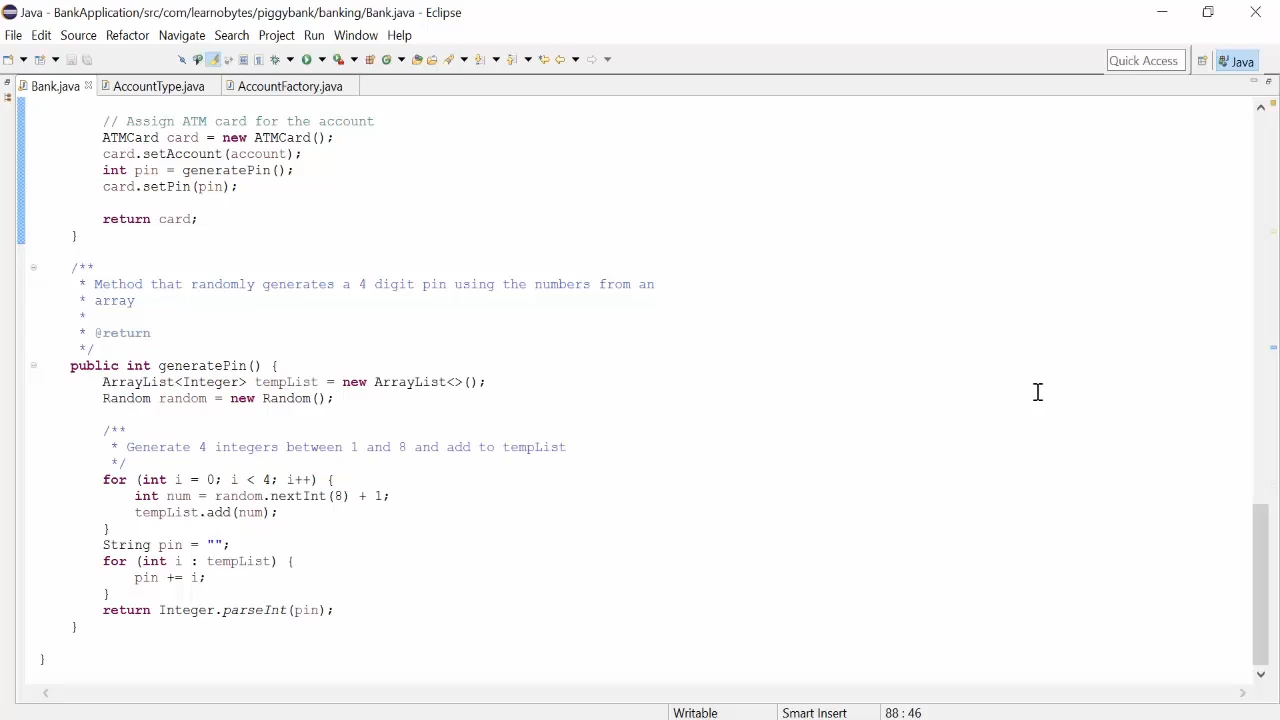 Java - BankApplication/src/com/learnobytes/piggybank/banking/Bank.java - Eclipse
File Edit Source Refactor Navigate Search Project Run Window Help
Quick Access Java
Bank.java AccountType.java AccountFactory.java
// Assign ATM card for the account
ATMCard card = new ATMCard();
card.setAccount(account);
int pin = generatePin();
card.setPin(pin);
return card;
}
/**
* Method that randomly generates a 4 digit pin using the numbers from an
* array
*
* @return
*/
public int generatePin() {
ArrayList<Integer> tempList = new ArrayList<>();
Random random = new Random();
/**
* Generate 4 integers between 1 and 8 and add to tempList
*/
for (int i = 0; i < 4; i++) {
int num = random.nextInt(8) + 1;
tempList.add(num);
}
String pin = "";
for (int i : tempList) {
pin += i;
}
return Integer.parseInt(pin);
}
}
Writable Smart Insert 88 : 46